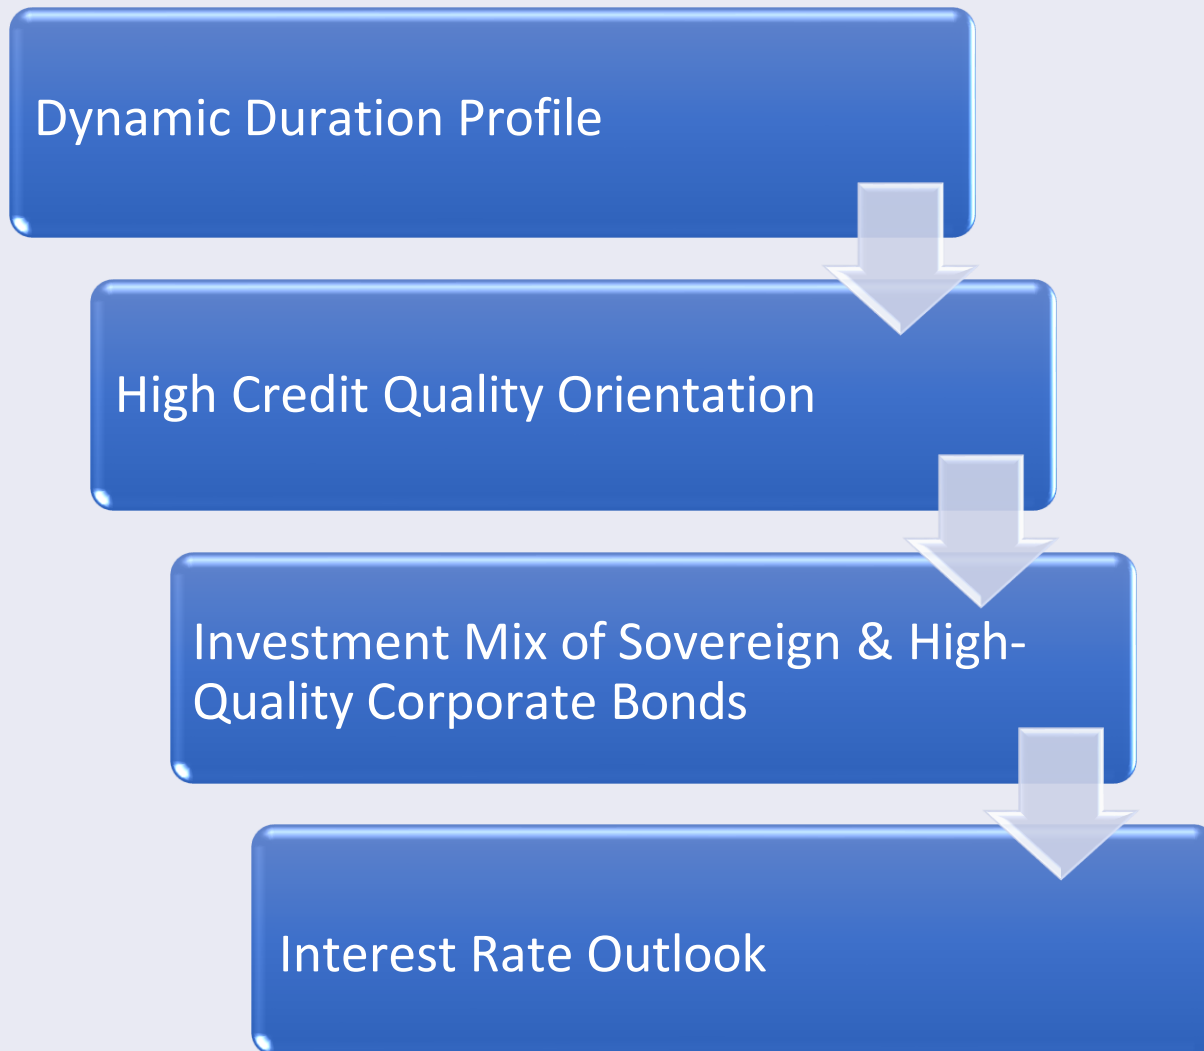 Dynamic Duration Profile
High Credit Quality Orientation
Investment Mix of Sovereign & High-
Quality Corporate Bonds
Interest Rate Outlook